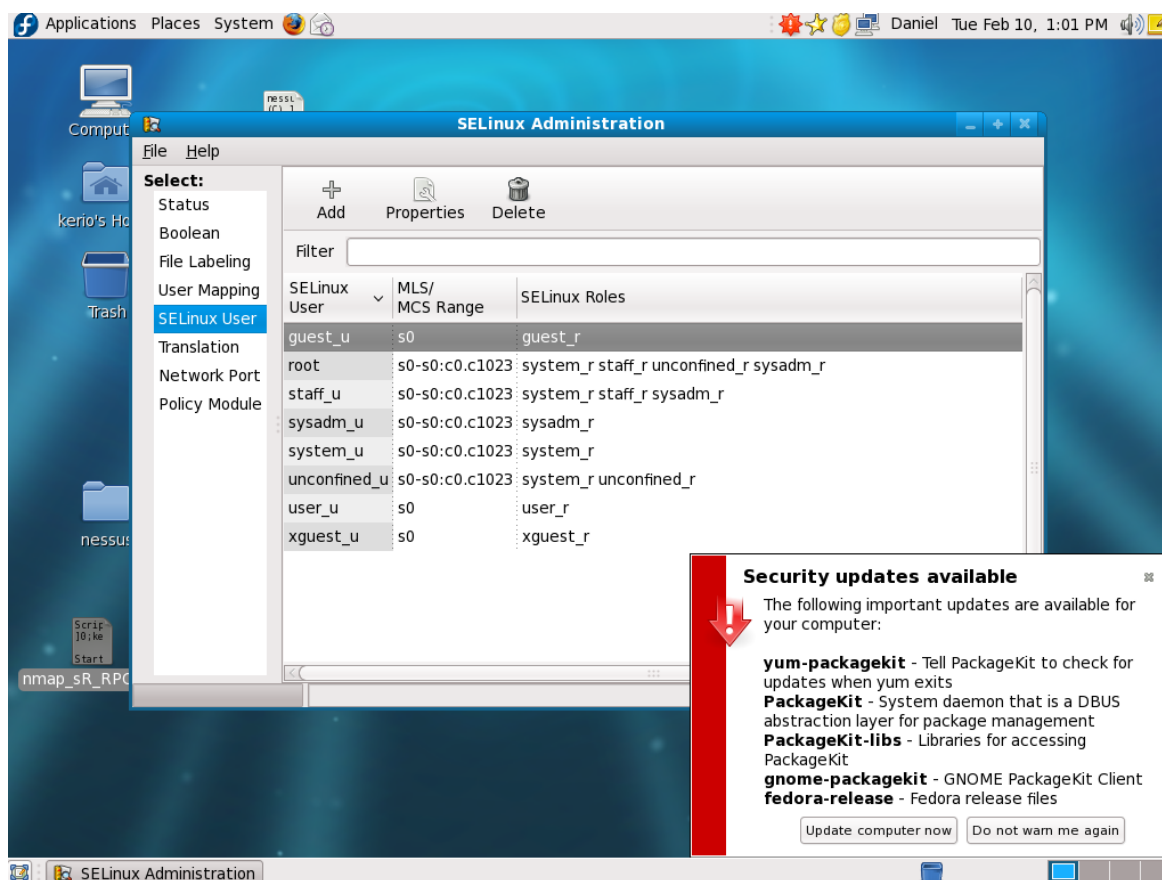 Applications Places System
Daniel Tue Feb 10, 1:01 PM
Comput
kerio's Ho
Trash
nessus
Scrip
]0;ke
Start
nmap_sR_RPC
SELinux Administration
File Help
Select:
Status
Boolean
File Labeling
User Mapping
SELinux User
Translation
Network Port
Policy Module
Add Properties Delete
Filter
SELinux User MLS/ MCS Range SELinux Roles
guest_u s0 guest_r
root s0-s0:c0.c1023 system_r staff_r unconfined_r sysadm_r
staff_u s0-s0:c0.c1023 system_r staff_r sysadm_r
sysadm_u s0-s0:c0.c1023 sysadm_r
system_u s0-s0:c0.c1023 system_r
unconfined_u s0-s0:c0.c1023 system_r unconfined_r
user_u s0 user_r
xguest_u s0 xguest_r
Security updates available
The following important updates are available for
your computer:
yum-packagekit - Tell PackageKit to check for
updates when yum exits
PackageKit - System daemon that is a DBUS
abstraction layer for package management
PackageKit-libs - Libraries for accessing
PackageKit
gnome-packagekit - GNOME PackageKit Client
fedora-release - Fedora release files
Update computer now Do not warn me again
SELinux Administration